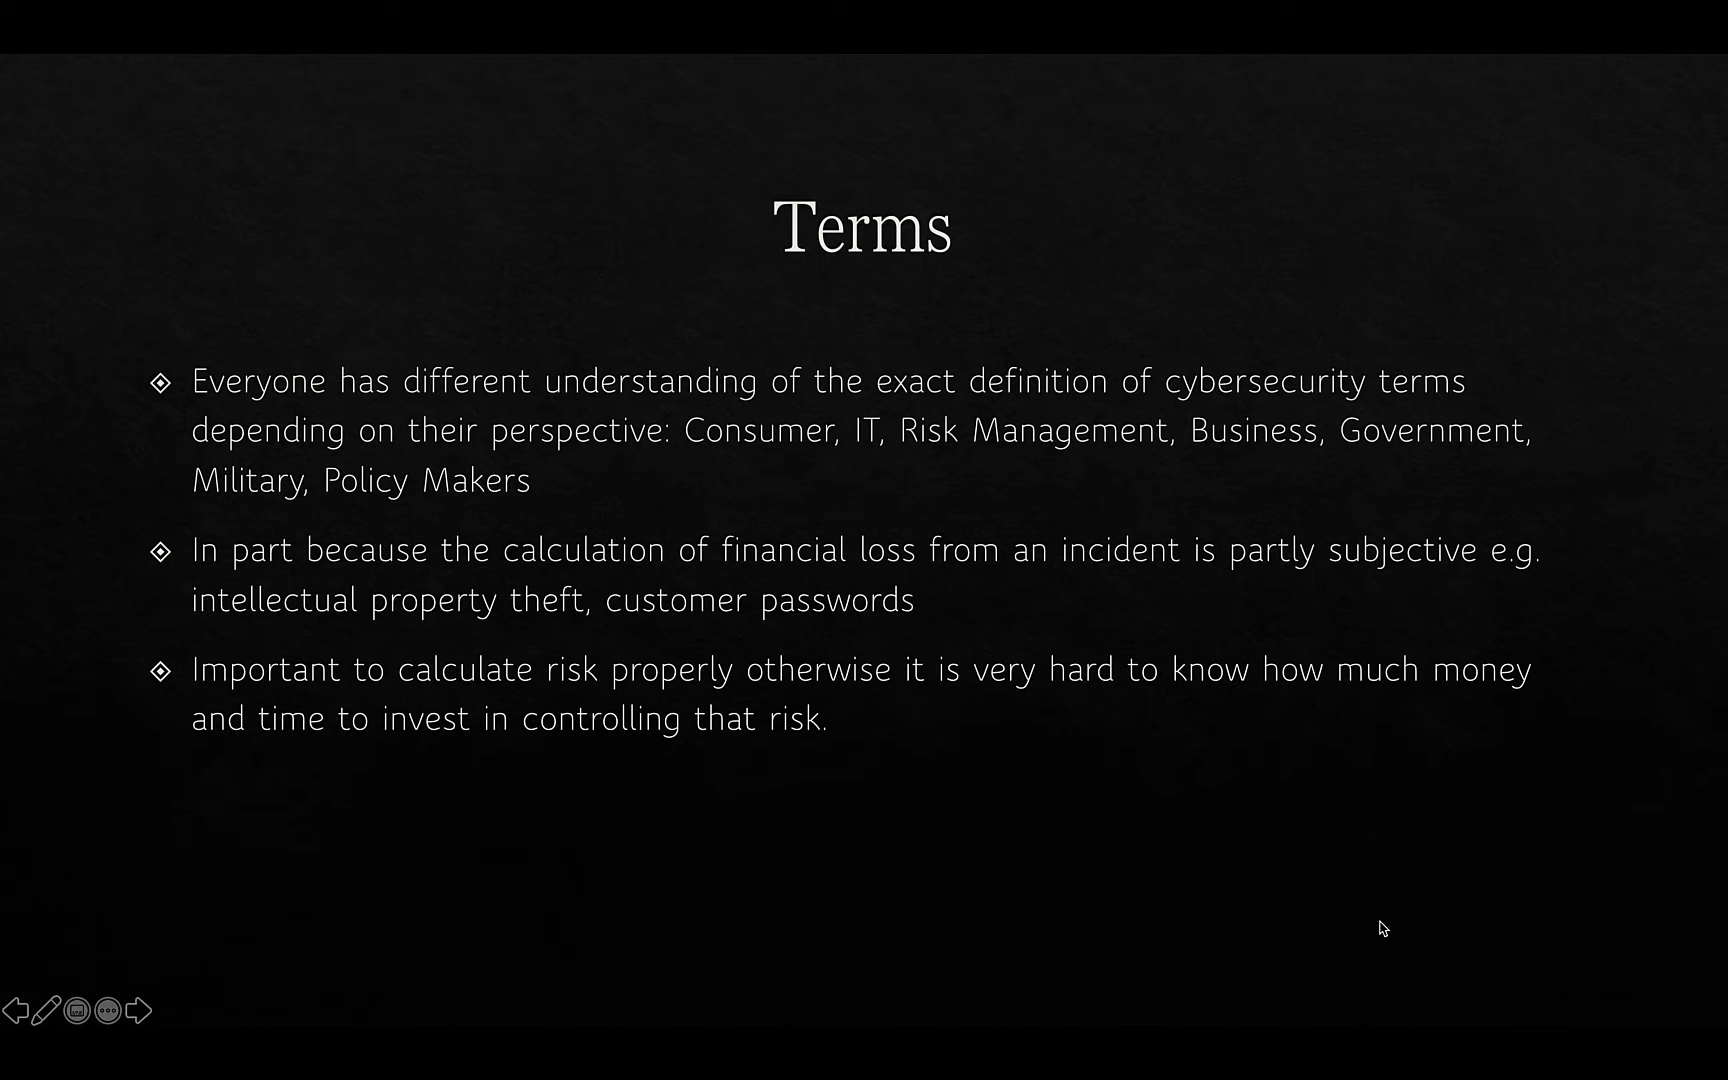 Terms
Everyone has different understanding of the exact definition of cybersecurity terms
depending on their perspective: Consumer, IT, Risk Management, Business, Government,
Military, Policy Makers
In part because the calculation of financial loss from an incident is partly subjective e.g.
intellectual property theft, customer passwords
Important to calculate risk properly otherwise it is very hard to know how much money
and time to invest in controlling that risk.